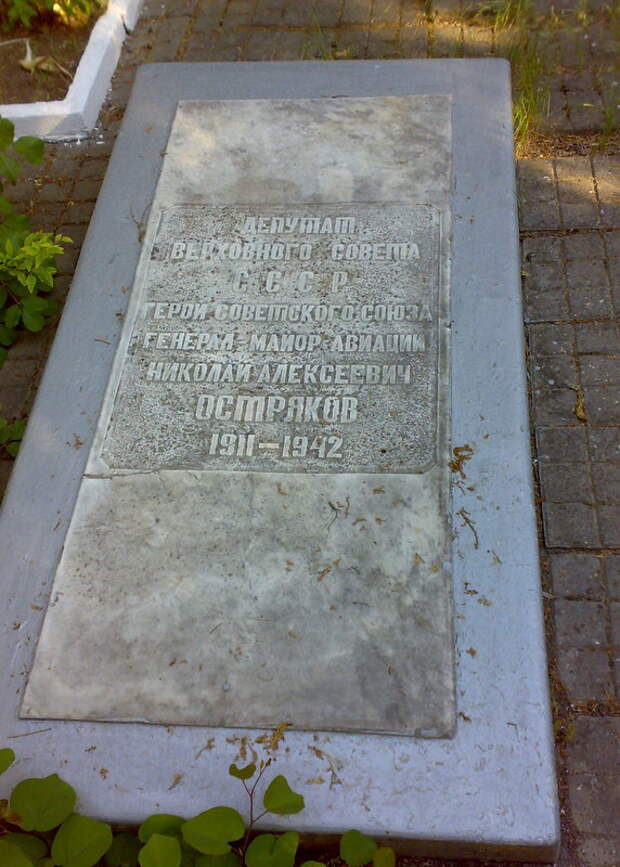 ДЕПУТАТ
ВЕРХОВНОГО СОВЕТА
С С С Р
ГЕРОЙ СОВЕТСКОГО СОЮЗА
ГЕНЕРАЛ-МАЙОР АВИАЦИИ
НИКОЛАЙ АЛЕКСЕЕВИЧ
ОСТРЯКОВ
1911-1942